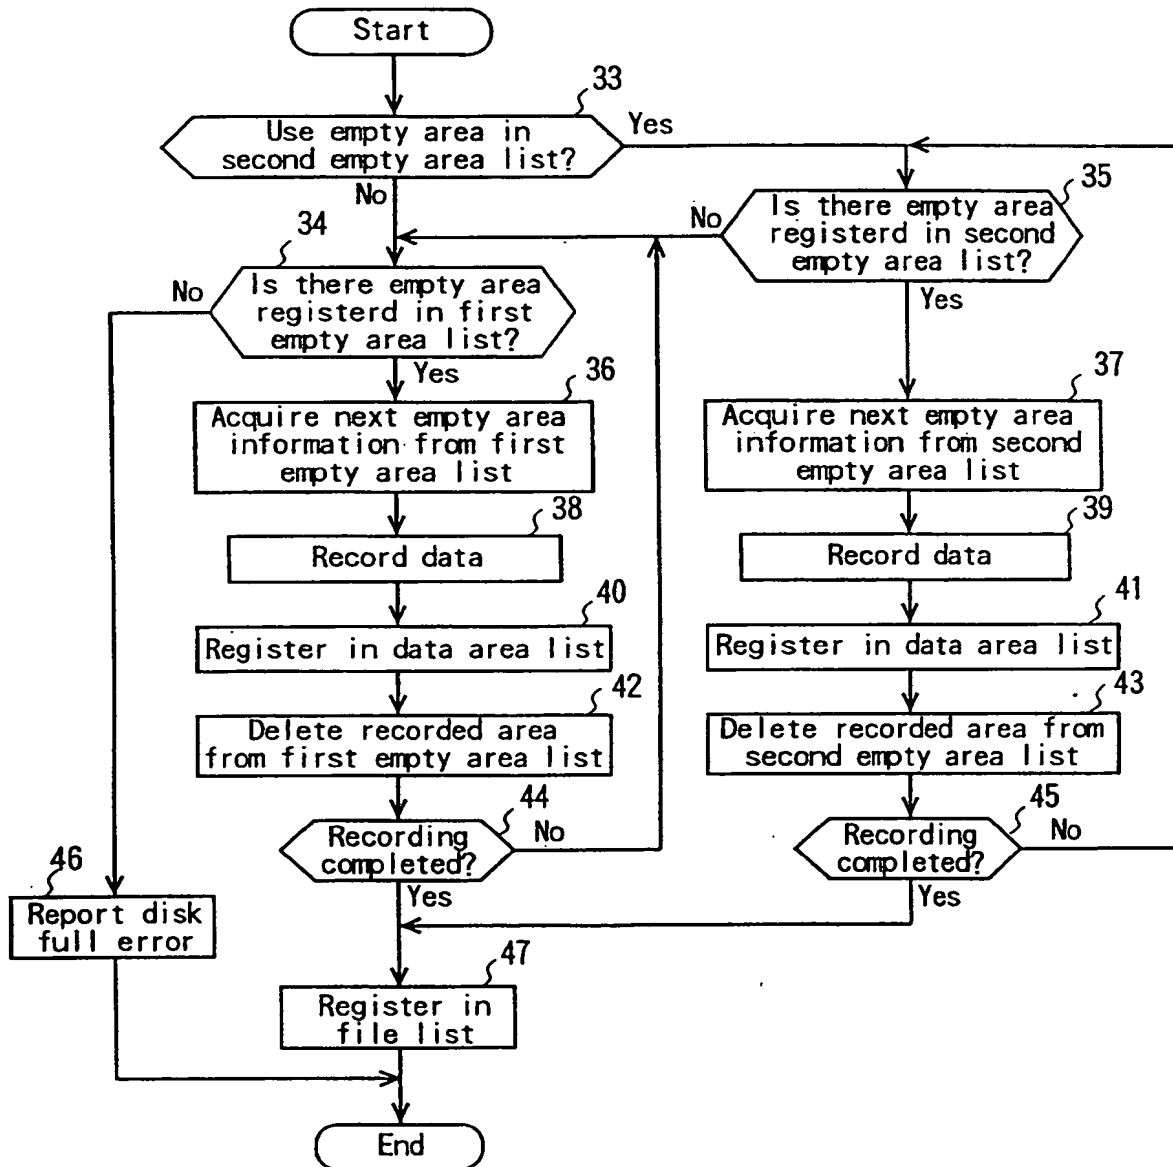 Start
33
Use empty area in
second empty area list?
Yes
No
35
Is there empty area
registerd in second
empty area list?
No
Yes
34
Is there empty area
registerd in first
empty area list?
No
Yes
36
Acquire next empty area
information from first
empty area list
37
Acquire next empty area
information from second
empty area list
38
Record data
39
Record data
40
Register in data area list
41
Register in data area list
42
Delete recorded area
from first empty area list
43
Delete recorded area from
second empty area list
44
Recording
completed?
No
Yes
45
Recording
completed?
No
Yes
46
Report disk
full error
47
Register in
file list
End